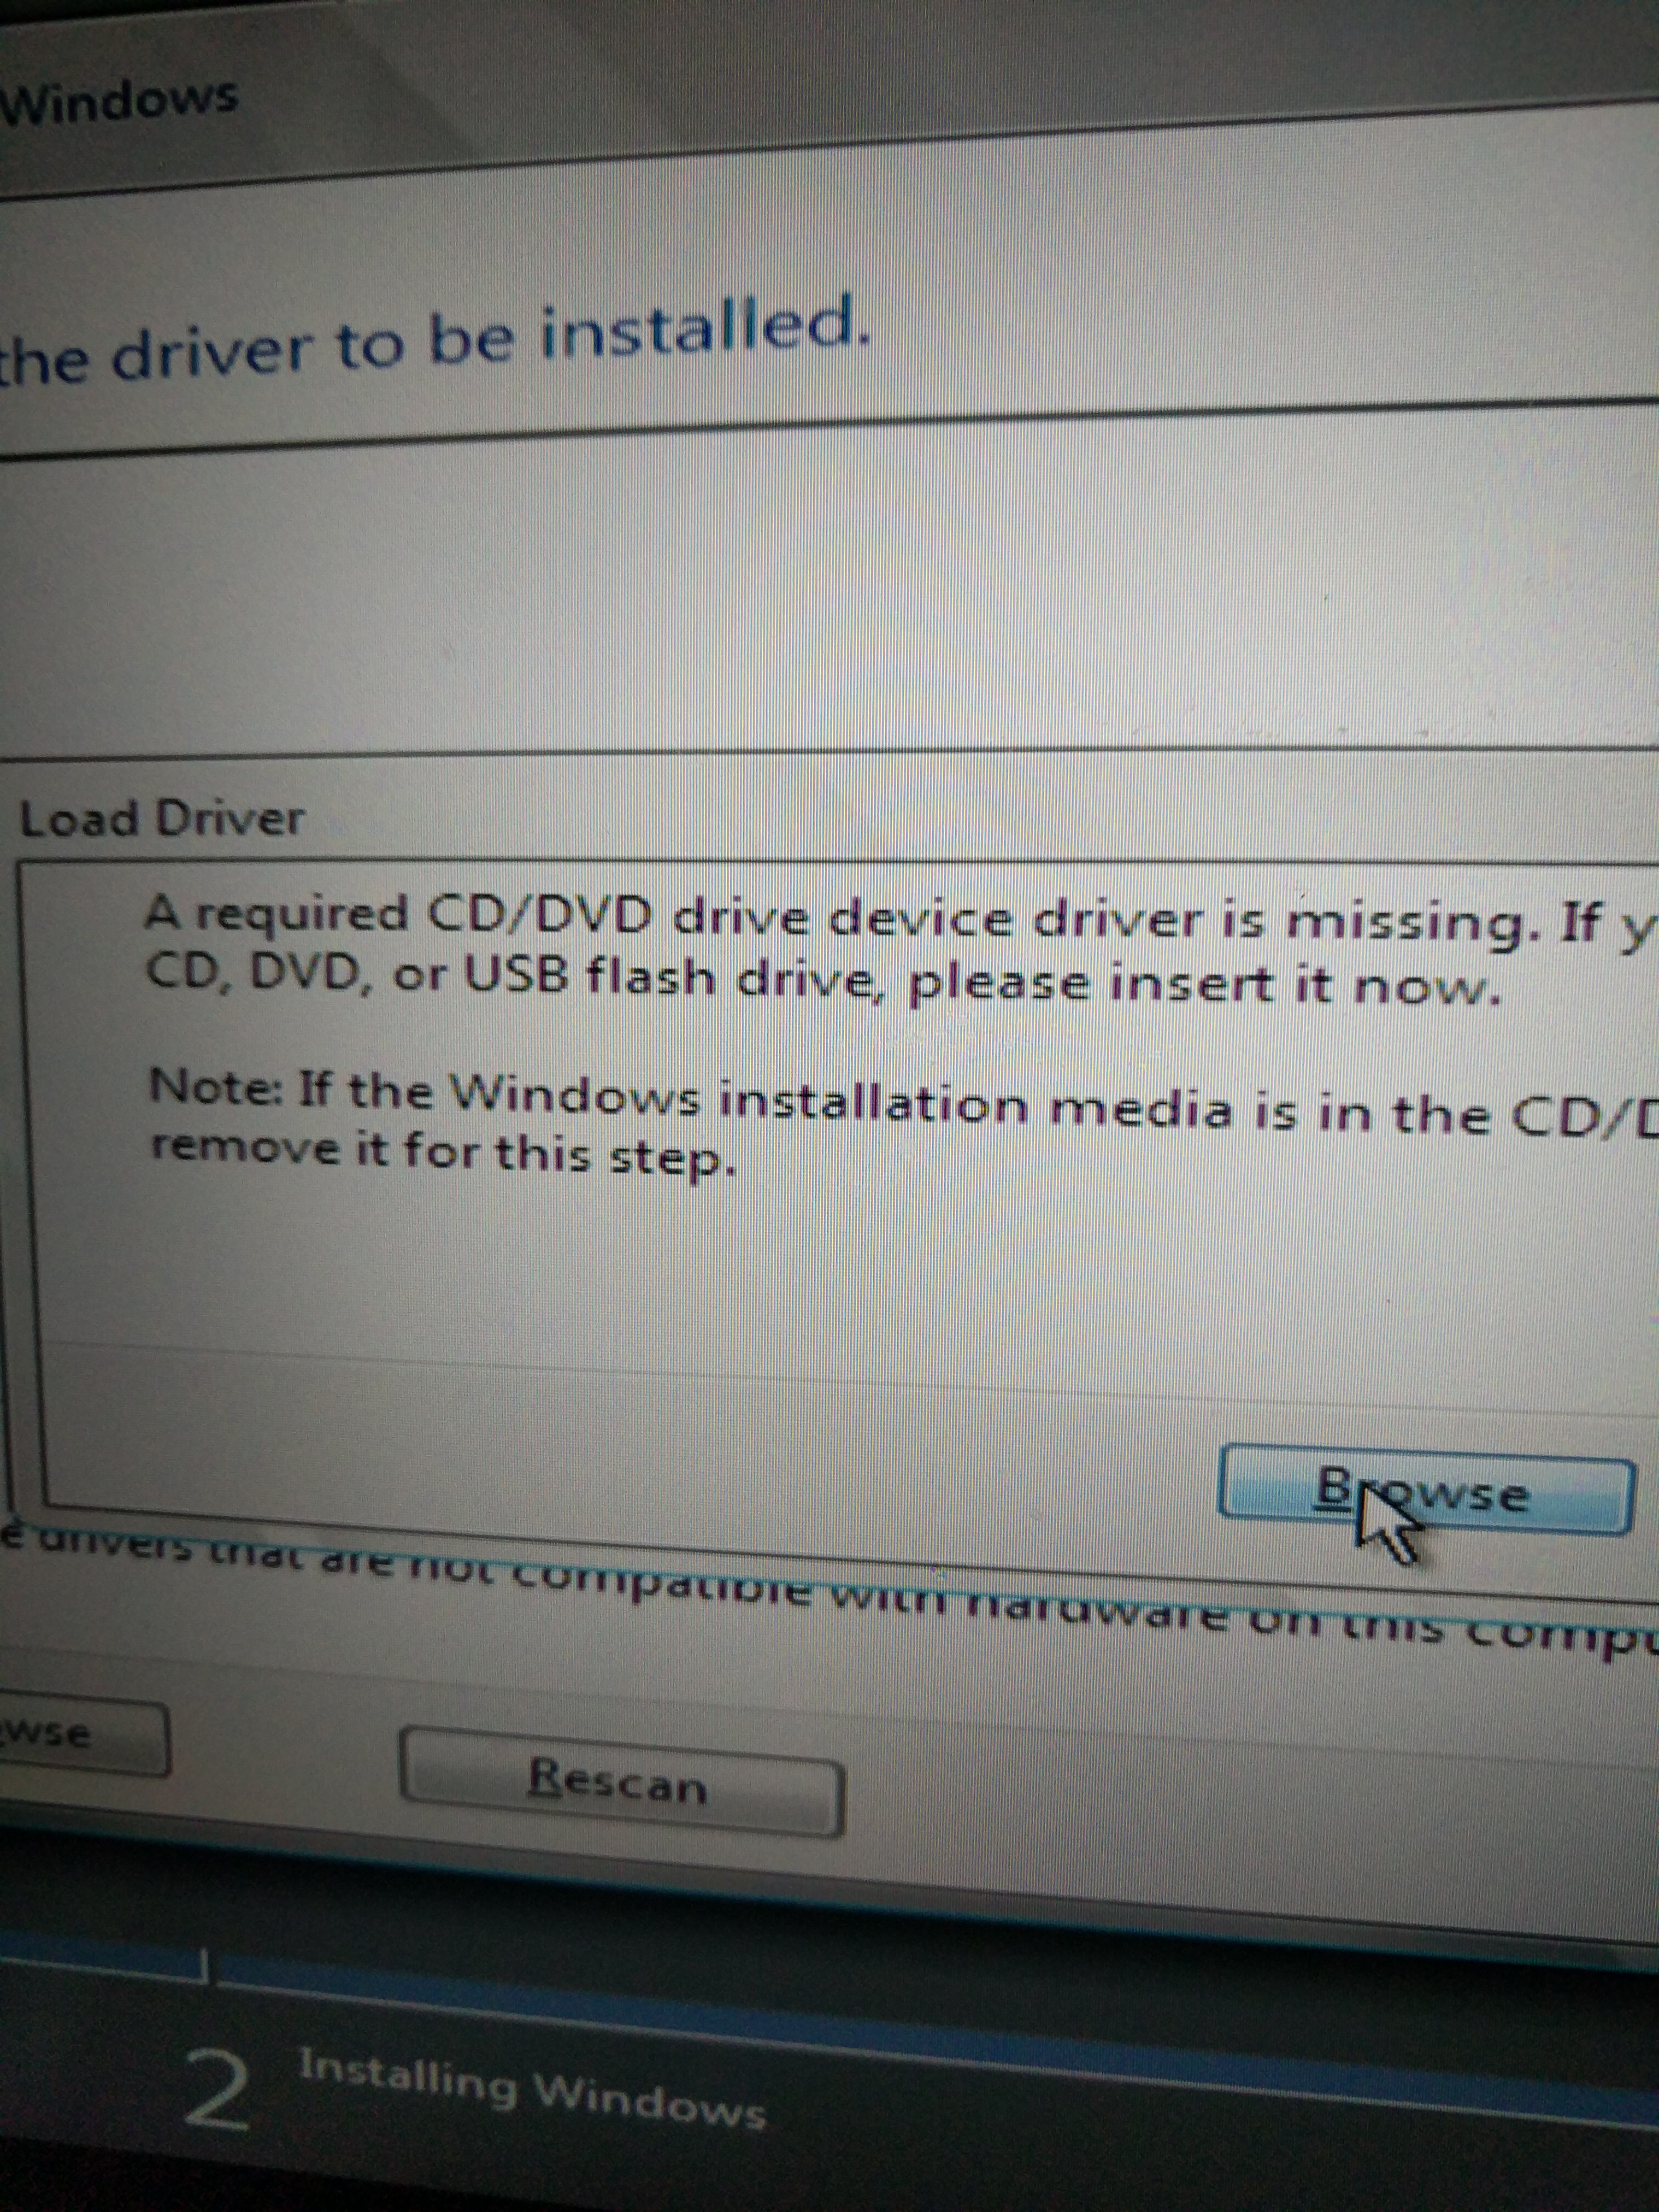 Windows
the driver to be installed.
Load Driver
A required CD/DVD drive device driver is missing. If y
CD, DVD, or USB flash drive, please insert it now.
Note: If the Windows installation media is in the CD/D
remove it for this step.
Browse
e drivers that are not compatible with hardware on this compu
wse
Rescan
2 Installing Windows